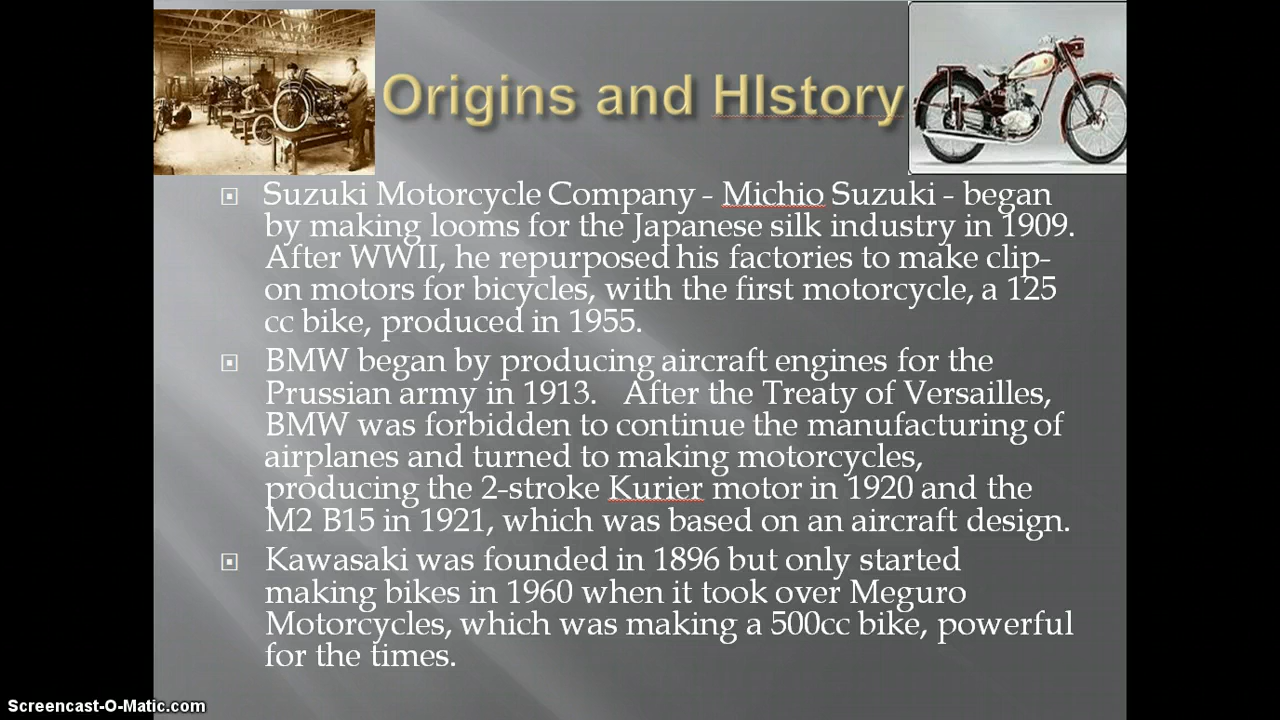 Origins and HIstory
Suzuki Motorcycle Company - Michio Suzuki - began
by making looms for the Japanese silk industry in 1909.
After WWII, he repurposed his factories to make clip-
on motors for bicycles, with the first motorcycle, a 125
cc bike, produced in 1955.
BMW began by producing aircraft engines for the
Prussian army in 1913.   After the Treaty of Versailles,
BMW was forbidden to continue the manufacturing of
airplanes and turned to making motorcycles,
producing the 2-stroke Kurier motor in 1920 and the
M2 B15 in 1921, which was based on an aircraft design.
Kawasaki was founded in 1896 but only started
making bikes in 1960 when it took over Meguro
Motorcycles, which was making a 500cc bike, powerful
for the times.
Screencast-O-Matic.com